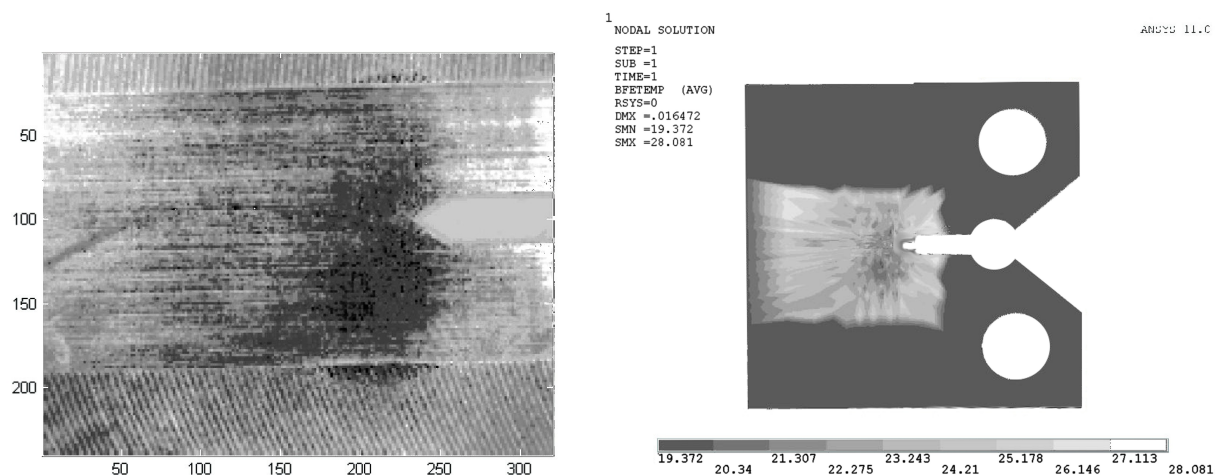 50
100
150
200
50 100 150 200 250 300
1
NODAL SOLUTION
STEP=1
SUB =1
TIME=1
BFETEMP (AVG)
RSYS=0
DMX =.016472
SMN =19.372
SMX =28.081
ANSYS 11.0
19.372 21.307 23.243 25.178 27.113
20.34 22.275 24.21 26.146 28.081